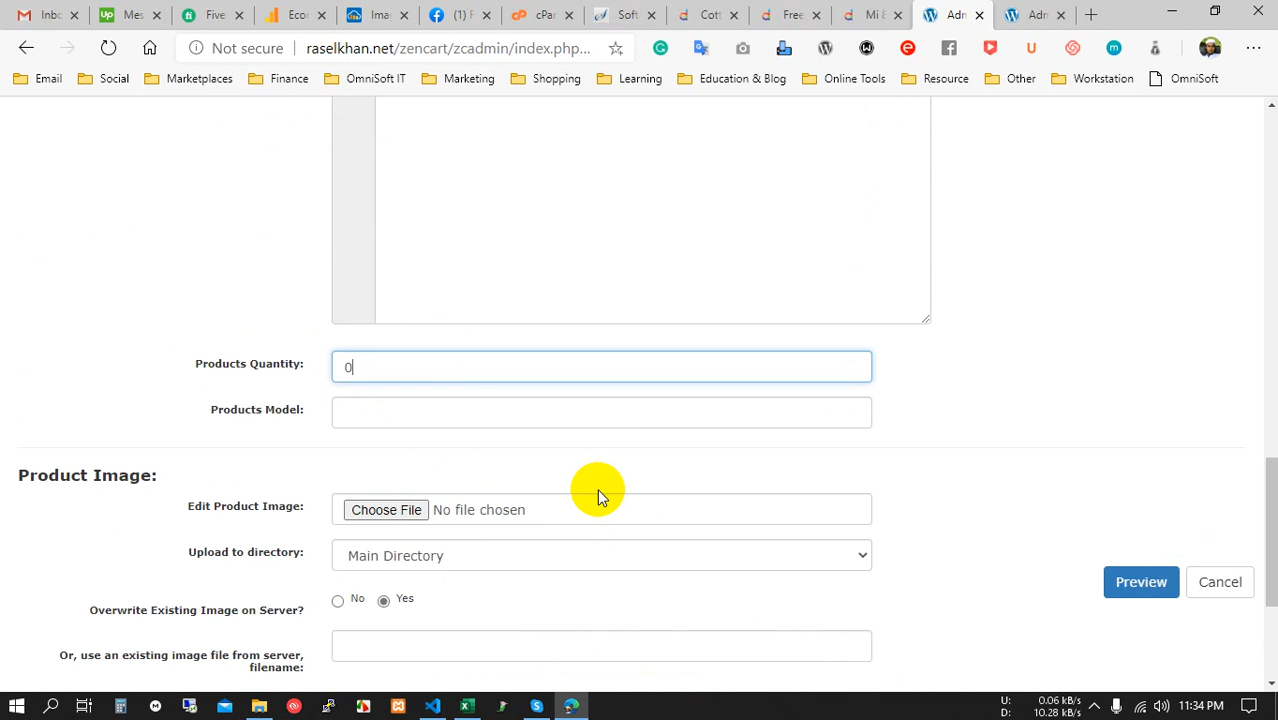 Inbo
Mes
Five
Ecor
Ima
(1) F
cPar
Soft
Cott
Free
Mi E
Adn
Adn
Not secure
raselkhan.net/zencart/zcadmin/index.php...
Email
Social
Marketplaces
Finance
OmniSoft IT
Marketing
Shopping
Learning
Education & Blog
Online Tools
Resource
Other
Workstation
OmniSoft
Products Quantity:
0
Products Model:
Product Image:
Edit Product Image:
Choose File No file chosen
Upload to directory:
Main Directory
Preview
Cancel
Overwrite Existing Image on Server?
No
Yes
Or, use an existing image file from server,
filename:
U: 0.06 kB/s
D: 10.28 kB/s
11:34 PM